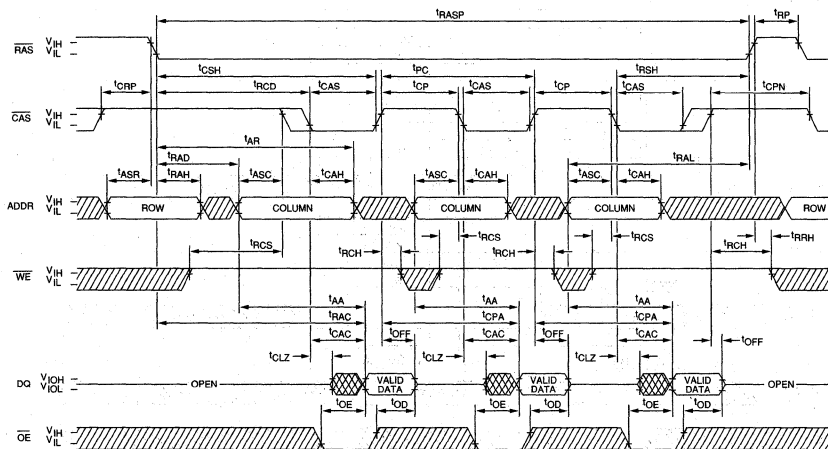 tRASP tRP
RAS VIH
VIL
tCSH tPC tRSH
tCRP tRCD tCAS tCP tCAS tCP tCAS tCPN
CAS VIH
VIL
tAR
tRAD tRAL
tASR tRAH tASC tCAH tASC tCAH tASC tCAH
ADDR VIH
VIL
ROW COLUMN COLUMN COLUMN ROW
tRCS tRCH tRCS tRCH tRCS tRCH tRRH
WE VIH
VIL
tAA tAA tAA
tRAC tCPA tCPA
tCAC tOFF tCAC tOFF tCAC tOFF
tCLZ tCLZ tCLZ
DQ VIOH
VIOL
OPEN VALID DATA VALID DATA VALID DATA OPEN
tOE tOD tOE tOD tOE tOD
OE VIH
VIL